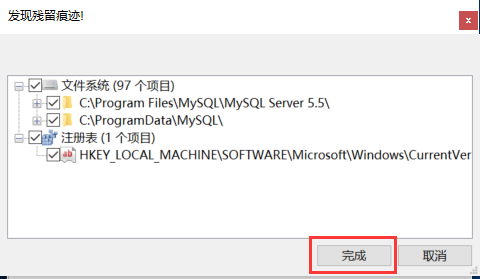 发现残留痕迹!
x
文件系统 (97 个项目)
C:\Program Files\MySQL\MySQL Server 5.5\
C:\ProgramData\MySQL\
注册表 (1 个项目)
ab
HKEY_LOCAL_MACHINE\SOFTWARE\Microsoft\Windows\CurrentVer
完成
取消